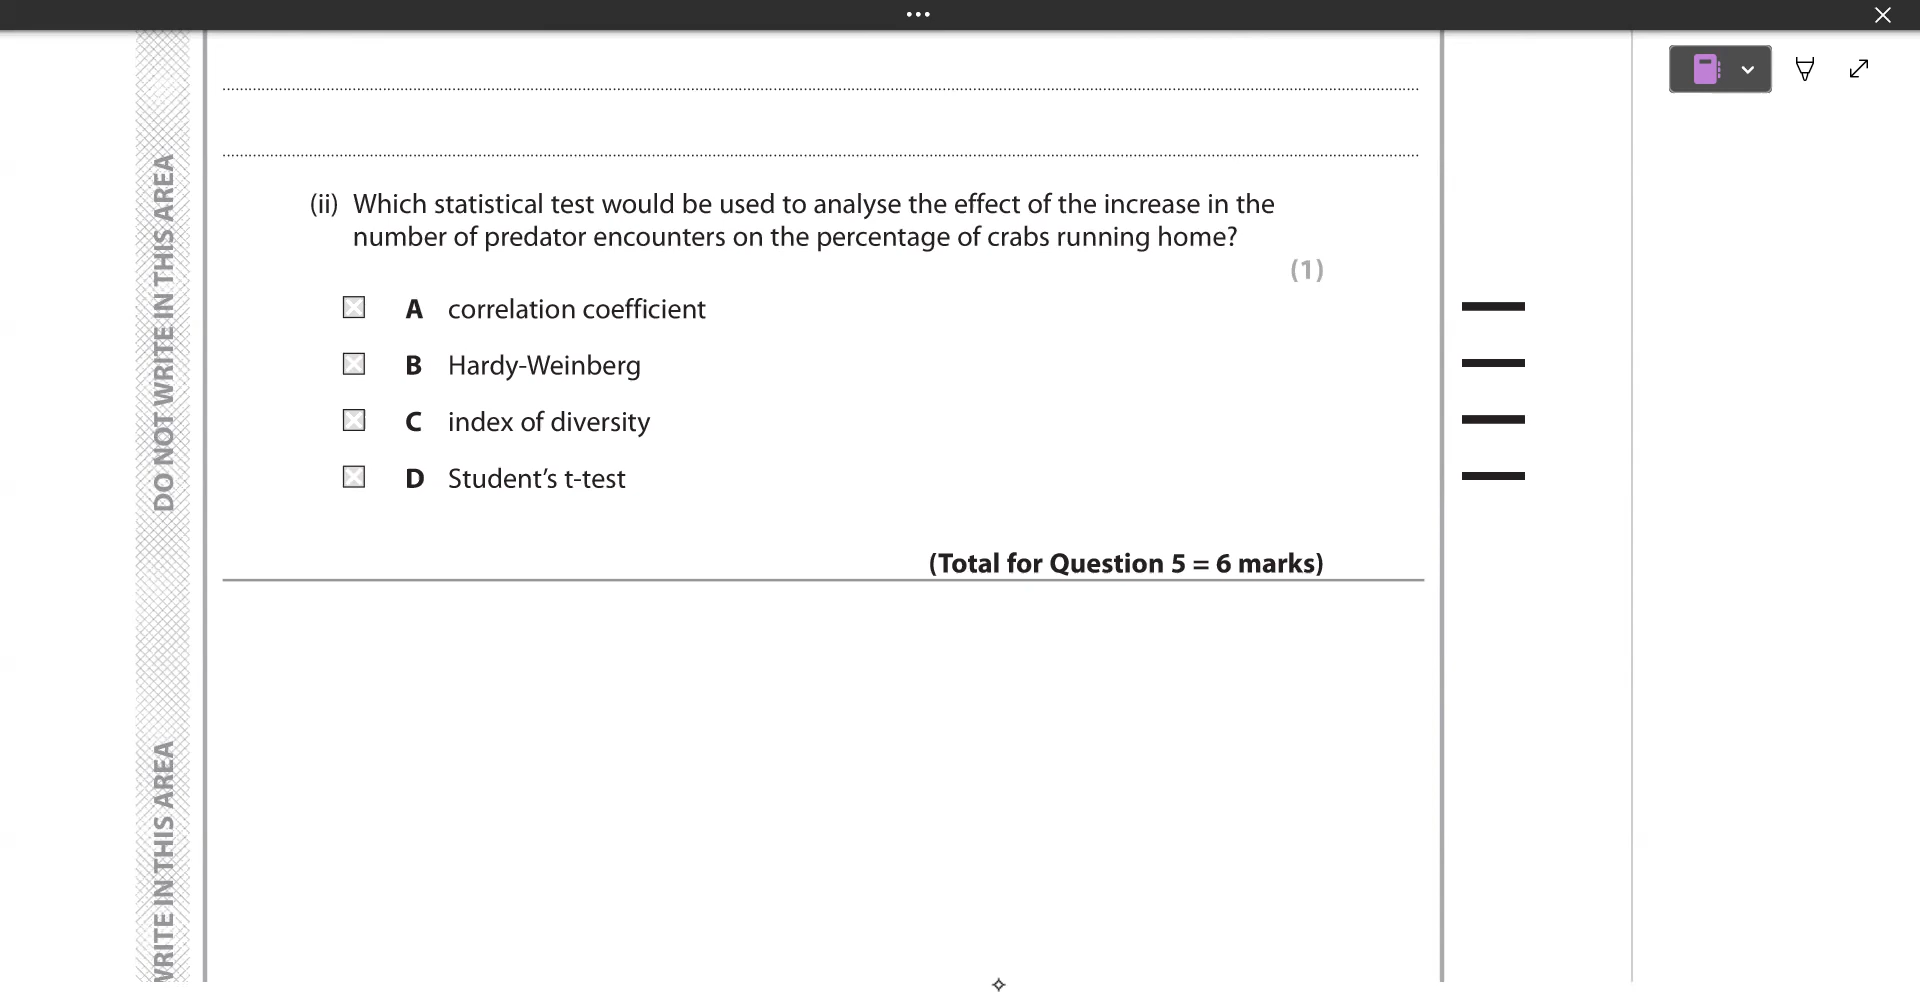 DO NOT WRITE IN THIS AREA
(ii) Which statistical test would be used to analyse the effect of the increase in the
number of predator encounters on the percentage of crabs running home?
(1)
A correlation coefficient
B Hardy-Weinberg
C index of diversity
D Student’s t-test
(Total for Question 5 = 6 marks)
WRITE IN THIS AREA